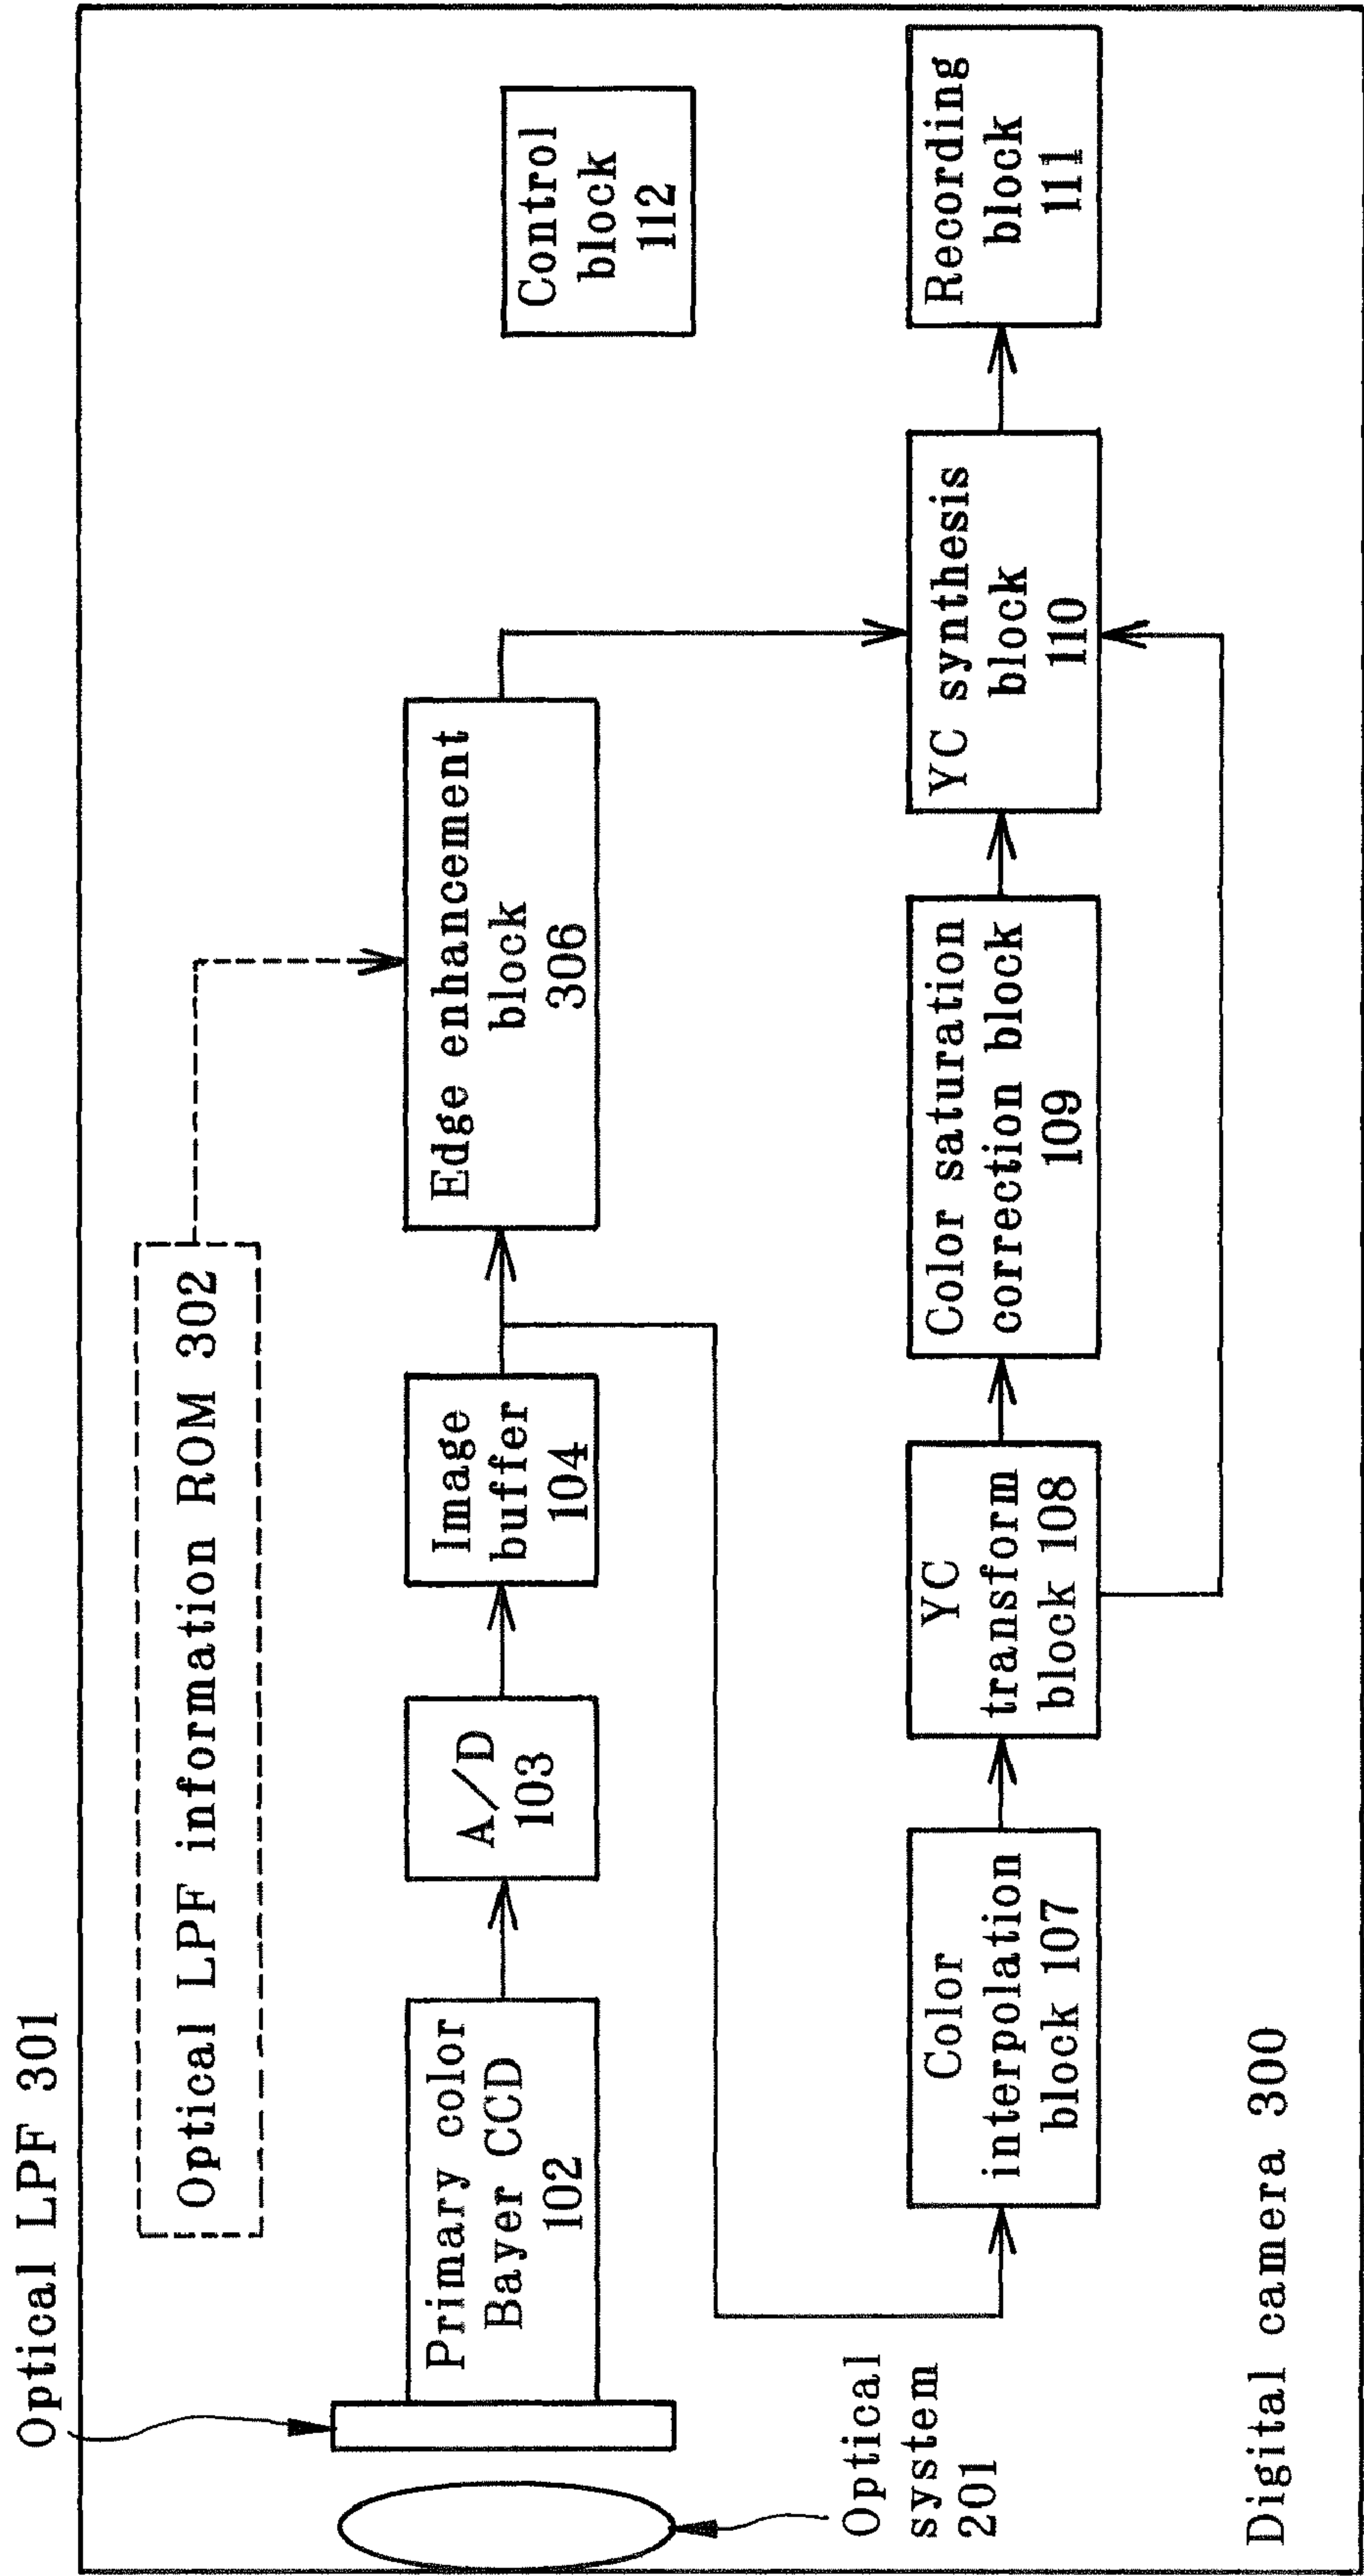 Optical LPF 301
Optical LPF information ROM 302
Primary color
Bayer CCD
102
A/D
103
Image
buffer
104
Edge enhancement
block
306
Control
block
112
Optical
system
201
Color
interpolation
block 107
YC
transform
block 108
Color saturation
correction block
109
YC synthesis
block
110
Recording
block
111
Digital camera 300